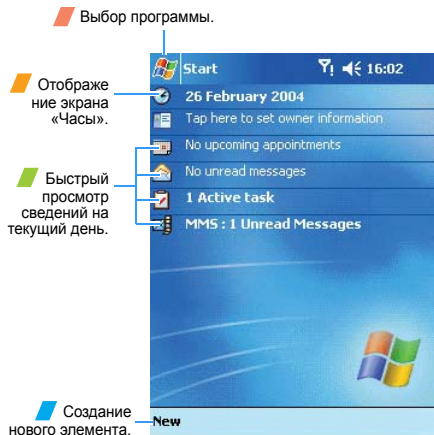 Выбор программы.
Start 16:02
Отображе
ние экрана
«Часы».
26 February 2004
Tap here to set owner information
No upcoming appointments
No unread messages
1 Active task
MMS : 1 Unread Messages
Быстрый
просмотр
сведений на
текущий день.
Создание
нового элемента.
New